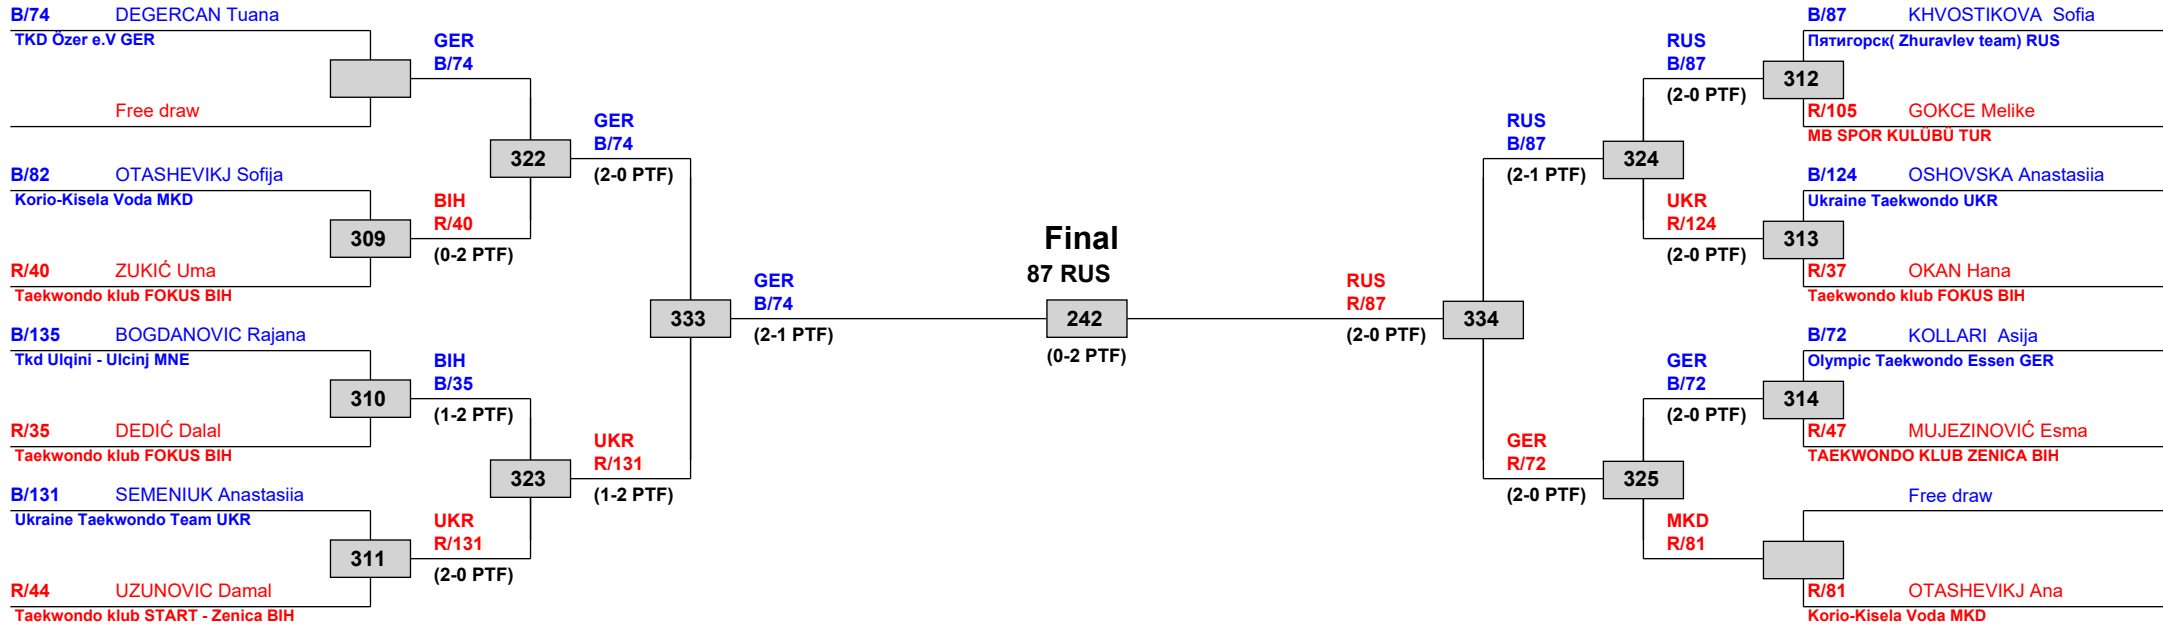 B/74 DEGERCAN Tuana
TKD Özer e.V GER
GER
B/74
Free draw
322
GER
B/74
(2-0 PTF)
B/82 OTASHEVIKJ Sofija
Korio-Kisela Voda MKD
BIH
R/40
309
(0-2 PTF)
R/40 ZUKIĆ Uma
Taekwondo klub FOKUS BIH
333
GER
B/74
(2-1 PTF)
B/135 BOGDANOVIC Rajana
Tkd Ulqini - Ulcinj MNE
BIH
B/35
310
(1-2 PTF)
R/35 DEDIĆ Dalal
Taekwondo klub FOKUS BIH
323
UKR
R/131
(1-2 PTF)
B/131 SEMENIUK Anastasiia
Ukraine Taekwondo Team UKR
UKR
R/131
311
(2-0 PTF)
R/44 UZUNOVIC Damal
Taekwondo klub START - Zenica BIH
Final
87 RUS
242
(0-2 PTF)
B/87 KHVOSTIKOVA Sofia
Пятигорск( Zhuravlev team) RUS
RUS
B/87
312
(2-0 PTF)
R/105 GOKCE Melike
MB SPOR KULÜBÜ TUR
RUS
B/87
324
(2-1 PTF)
B/124 OSHOVSKA Anastasiia
Ukraine Taekwondo UKR
UKR
R/124
313
(2-0 PTF)
R/37 OKAN Hana
Taekwondo klub FOKUS BIH
RUS
R/87
334
(2-0 PTF)
B/72 KOLLARI Asija
Olympic Taekwondo Essen GER
GER
B/72
314
(2-0 PTF)
R/47 MUJEZINOVIĆ Esma
TAEKWONDO KLUB ZENICA BIH
GER
R/72
325
(2-0 PTF)
Free draw
MKD
R/81
R/81 OTASHEVIKJ Ana
Korio-Kisela Voda MKD